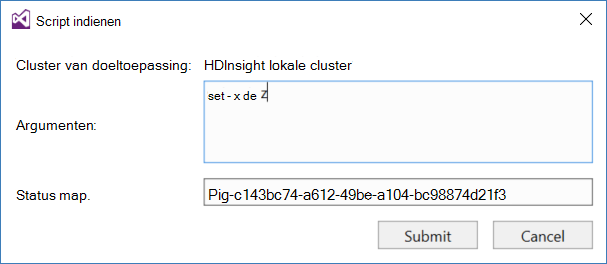 Script indienen
Cluster van doeltoepassing: HDInsight lokale cluster
set - x de z
Argumenten:
Status map. Pig-c143bc74-a612-49be-a104-bc98874d21f3
Submit Cancel